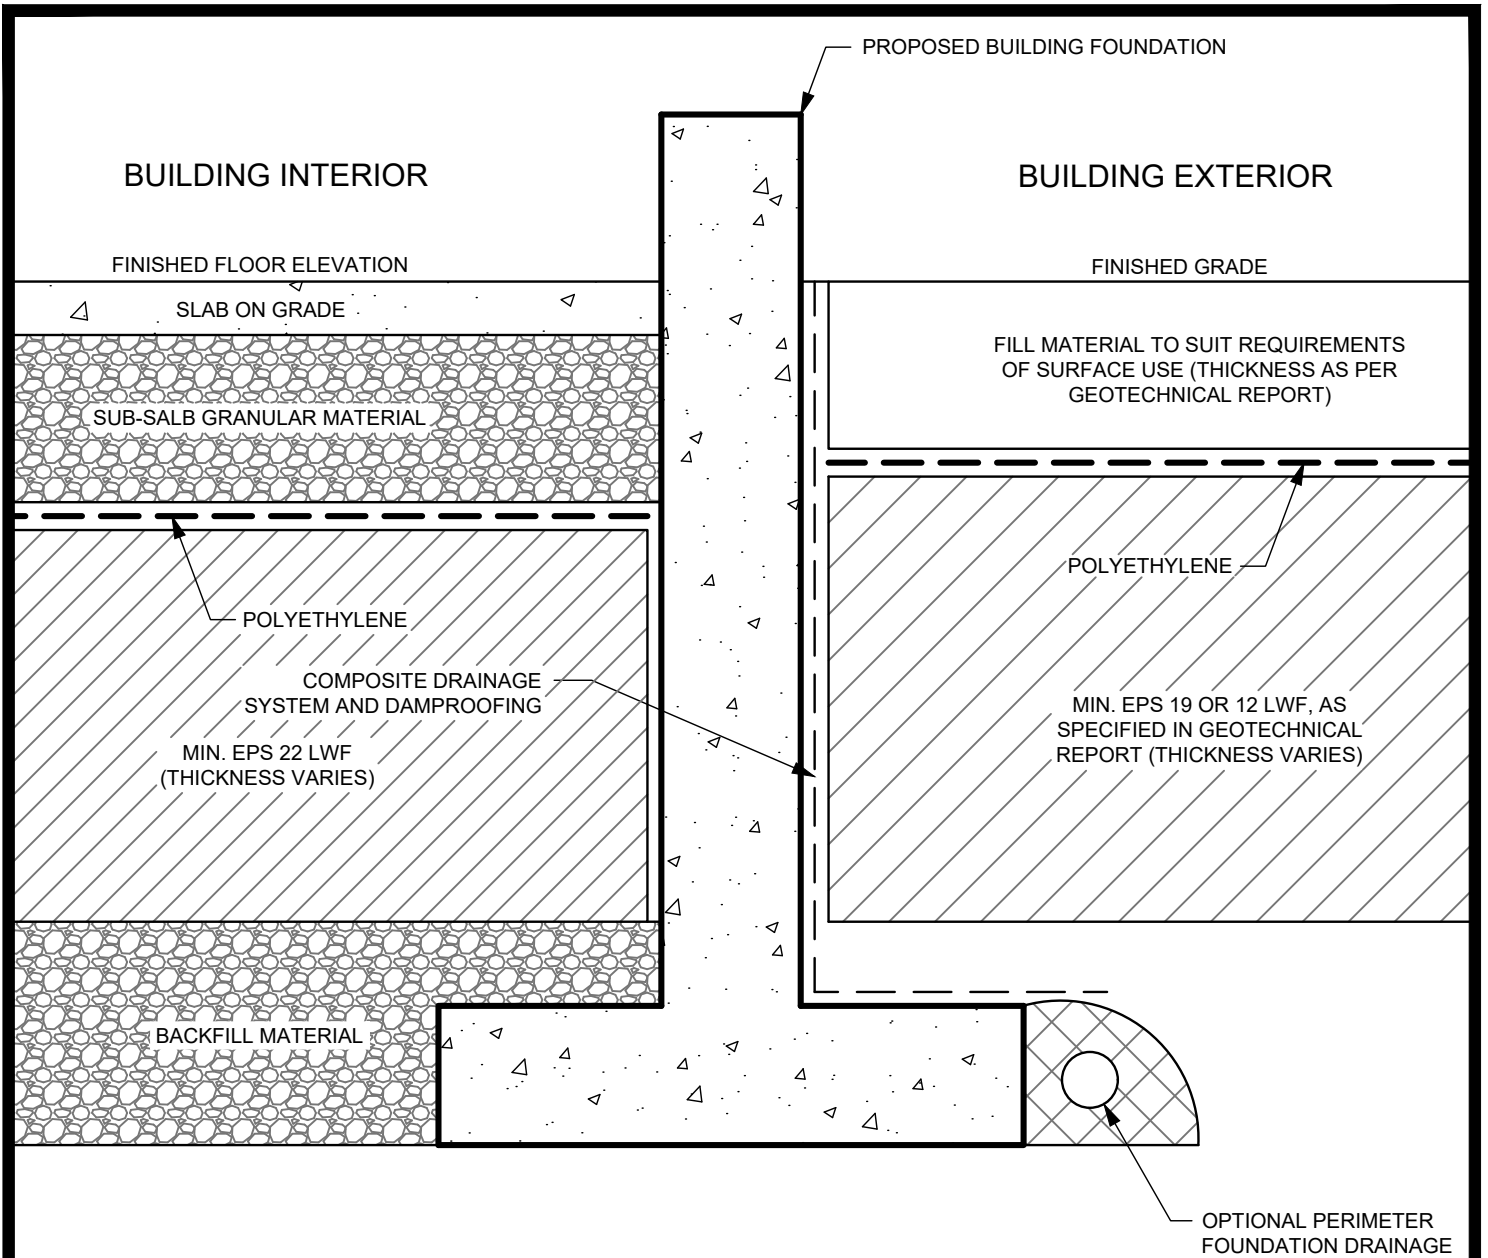 PROPOSED BUILDING FOUNDATION
BUILDING INTERIOR
BUILDING EXTERIOR
FINISHED FLOOR ELEVATION
FINISHED GRADE
SLAB ON GRADE
FILL MATERIAL TO SUIT REQUIREMENTS
OF SURFACE USE (THICKNESS AS PER
GEOTECHNICAL REPORT)
SUB-SALB GRANULAR MATERIAL
POLYETHYLENE
POLYETHYLENE
COMPOSITE DRAINAGE
SYSTEM AND DAMPROOFING
MIN. EPS 22 LWF
(THICKNESS VARIES)
MIN. EPS 19 OR 12 LWF, AS
SPECIFIED IN GEOTECHNICAL
REPORT (THICKNESS VARIES)
BACKFILL MATERIAL
OPTIONAL PERIMETER
FOUNDATION DRAINAGE